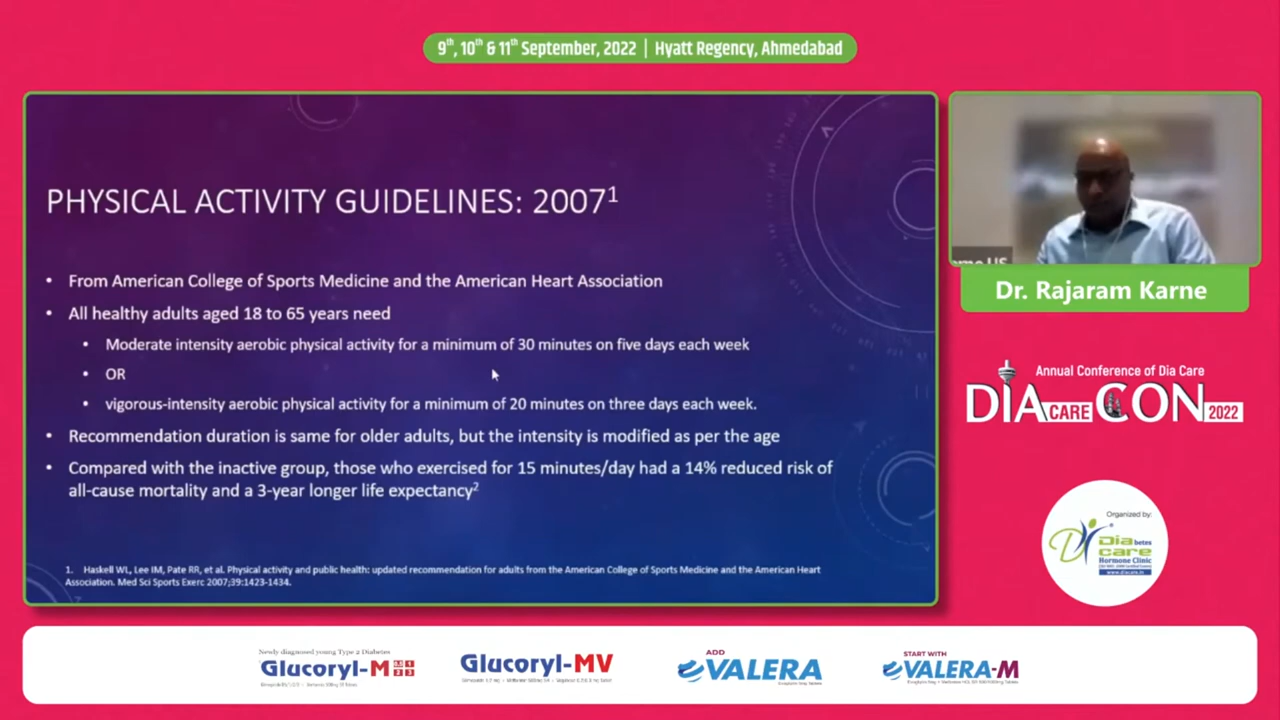 9th, 10th & 11th September, 2022 | Hyatt Regency, Ahmedabad
PHYSICAL ACTIVITY GUIDELINES: 2007¹
• From American College of Sports Medicine and the American Heart Association
• All healthy adults aged 18 to 65 years need
• Moderate intensity aerobic physical activity for a minimum of 30 minutes on five days each week
• OR
• vigorous-intensity aerobic physical activity for a minimum of 20 minutes on three days each week.
• Recommendation duration is same for older adults, but the intensity is modified as per the age
• Compared with the inactive group, those who exercised for 15 minutes/day had a 14% reduced risk of
all-cause mortality and a 3-year longer life expectancy²
1. Haskell WL, Lee IM, Pate RR, et al. Physical activity and public health: updated recommendation for adults from the American College of Sports Medicine and the American Heart
Association. Med Sci Sports Exerc 2007;39:1423-1434.
US
Dr. Rajaram Karne
Annual Conference of Dia Care
DIA CARE CON 2022
Organized by:
Diabetes
care
Hormone Clinic
Newly diagnosed young Type 2 Diabetes
Glucoryl-M
Glucoryl-MV
ADD
VALERA
START WITH
VALERA-M